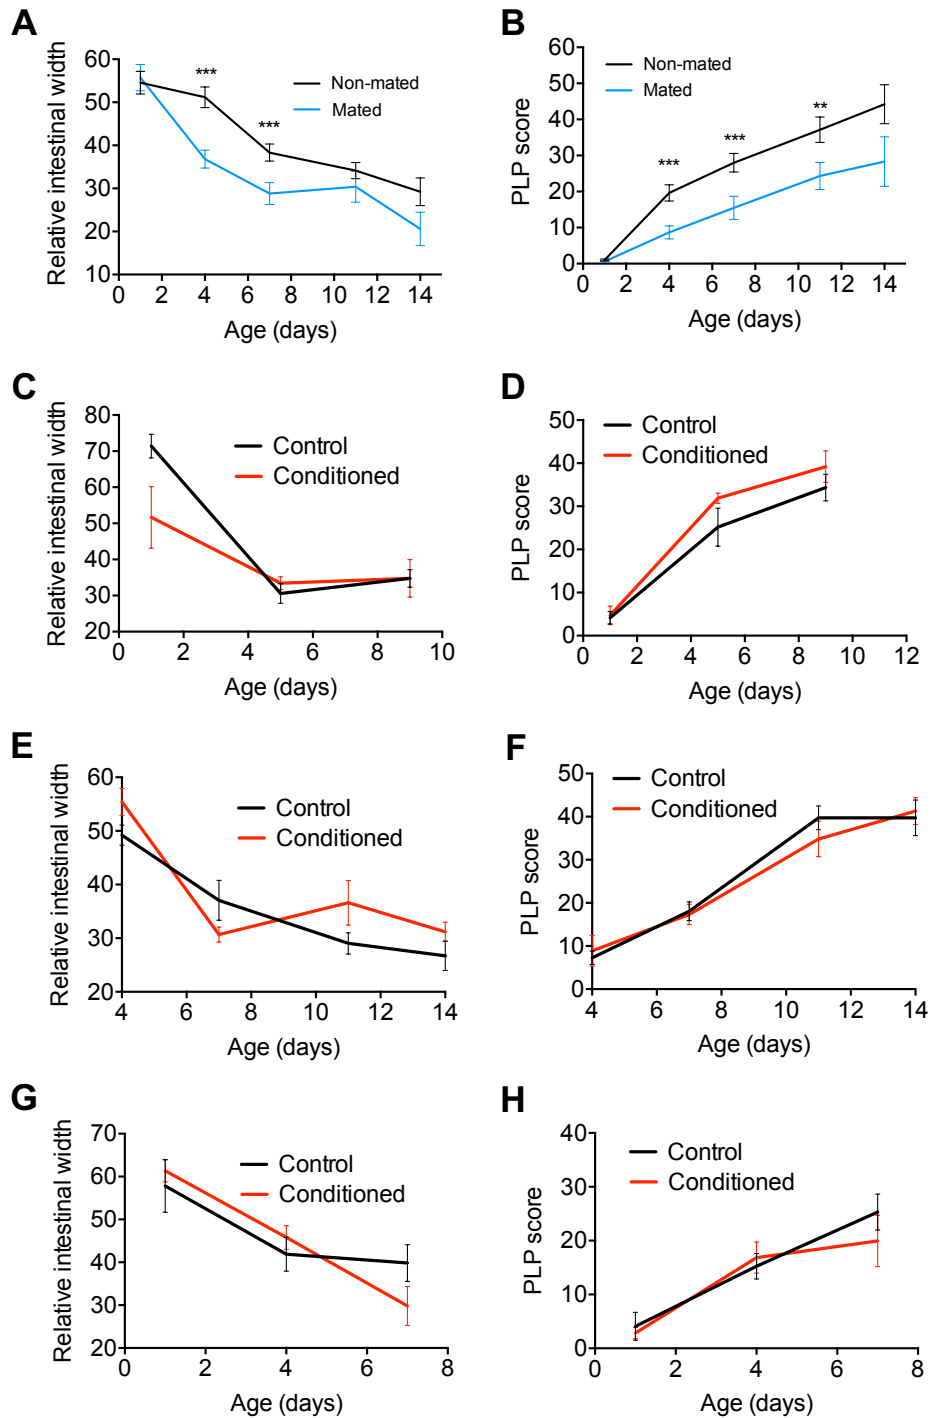 A
Relative intestinal width
60
50
40
30
20
10
***
***
Non-mated
Mated
0 2 4 6 8 10 12 14
Age (days)
B
PLP score
60
50
40
30
20
10
0
Non-mated
Mated
***
***
**
0 2 4 6 8 10 12 14
Age (days)
C
Relative intestinal width
80
70
60
50
40
30
20
Control
Conditioned
0 2 4 6 8 10
Age (days)
D
PLP score
50
40
30
20
10
0
Control
Conditioned
0 2 4 6 8 10 12
Age (days)
E
Relative intestinal width
60
50
40
30
20
Control
Conditioned
4 6 8 10 12 14
Age (days)
F
PLP score
50
40
30
20
10
0
Control
Conditioned
4 6 8 10 12 14
Age (days)
G
Relative intestinal width
70
60
50
40
30
20
Control
Conditioned
0 2 4 6 8
Age (days)
H
PLP score
40
30
20
10
0
Control
Conditioned
0 2 4 6 8
Age (days)